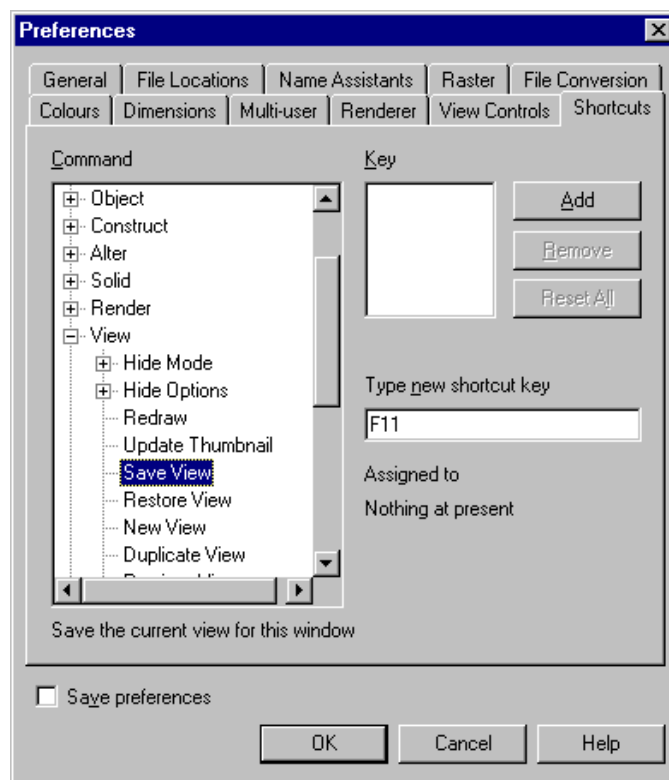 Preferences
General File Locations Name Assistants Raster File Conversion
Colours Dimensions Multi-user Renderer View Controls Shortcuts
Command
Object
Construct
Alter
Solid
Render
View
Hide Mode
Hide Options
Redraw
Update Thumbnail
Save View
Restore View
New View
Duplicate View
Save the current view for this window
Key
Add
Remove
Reset All
Type new shortcut key
F11
Assigned to
Nothing at present
Save preferences
OK Cancel Help